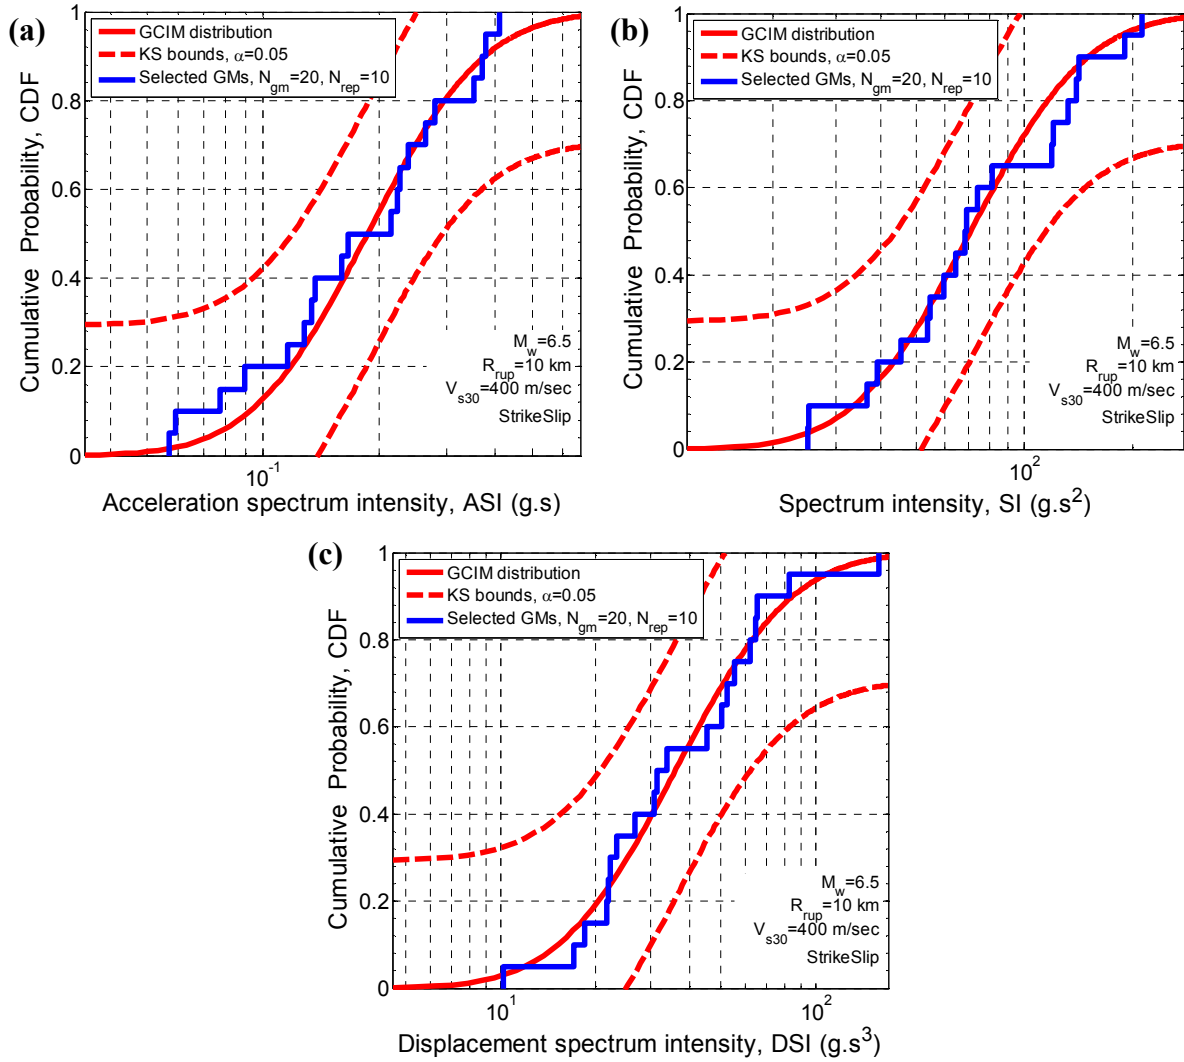 (a)
GCIM distribution
KS bounds, α=0.05
Selected GMs, N_gm=20, N_rep=10
Cumulative Probability, CDF
1
0.8
0.6
0.4
0.2
0
M_w=6.5
R_rup=10 km
V_s30=400 m/sec
StrikeSlip
10^-1
Acceleration spectrum intensity, ASI (g.s)
(b)
GCIM distribution
KS bounds, α=0.05
Selected GMs, N_gm=20, N_rep=10
Cumulative Probability, CDF
1
0.8
0.6
0.4
0.2
0
M_w=6.5
R_rup=10 km
V_s30=400 m/sec
StrikeSlip
10^2
Spectrum intensity, SI (g.s^2)
(c)
GCIM distribution
KS bounds, α=0.05
Selected GMs, N_gm=20, N_rep=10
Cumulative Probability, CDF
1
0.8
0.6
0.4
0.2
0
M_w=6.5
R_rup=10 km
V_s30=400 m/sec
StrikeSlip
10^1
10^2
Displacement spectrum intensity, DSI (g.s^3)